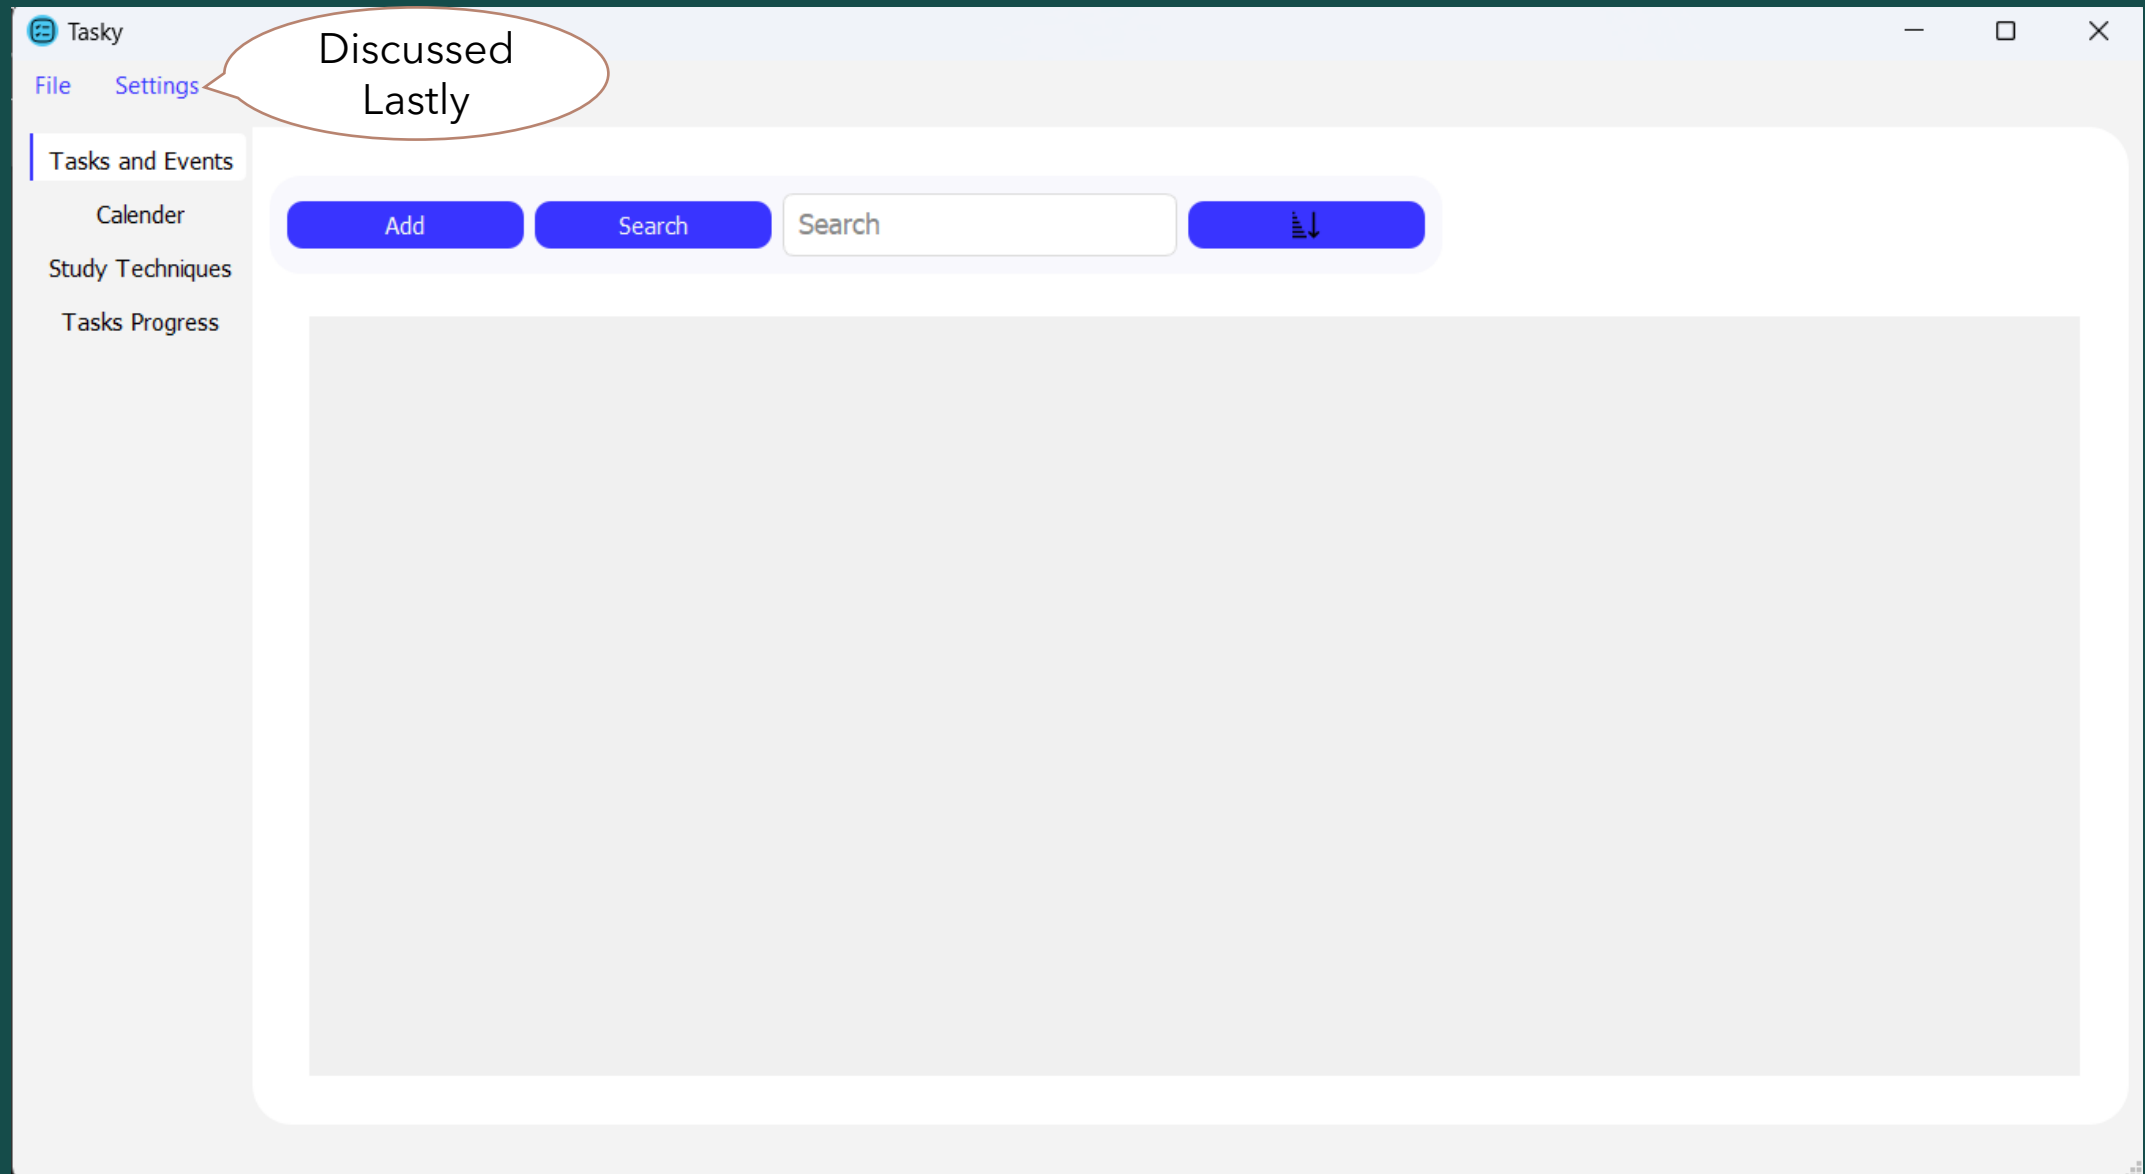 Tasky
Discussed
Lastly
File Settings
Tasks and Events
Calender
Study Techniques
Tasks Progress
Add Search Search